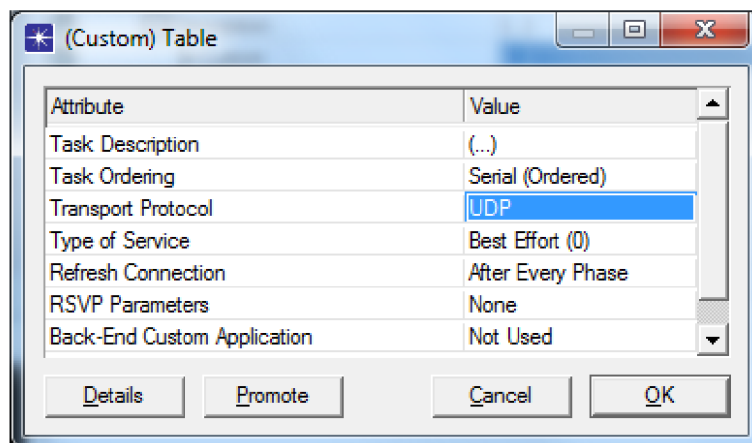 (Custom) Table
Attribute Value
Task Description (...)
Task Ordering Serial (Ordered)
Transport Protocol UDP
Type of Service Best Effort (0)
Refresh Connection After Every Phase
RSVP Parameters None
Back-End Custom Application Not Used
Details Promote Cancel OK